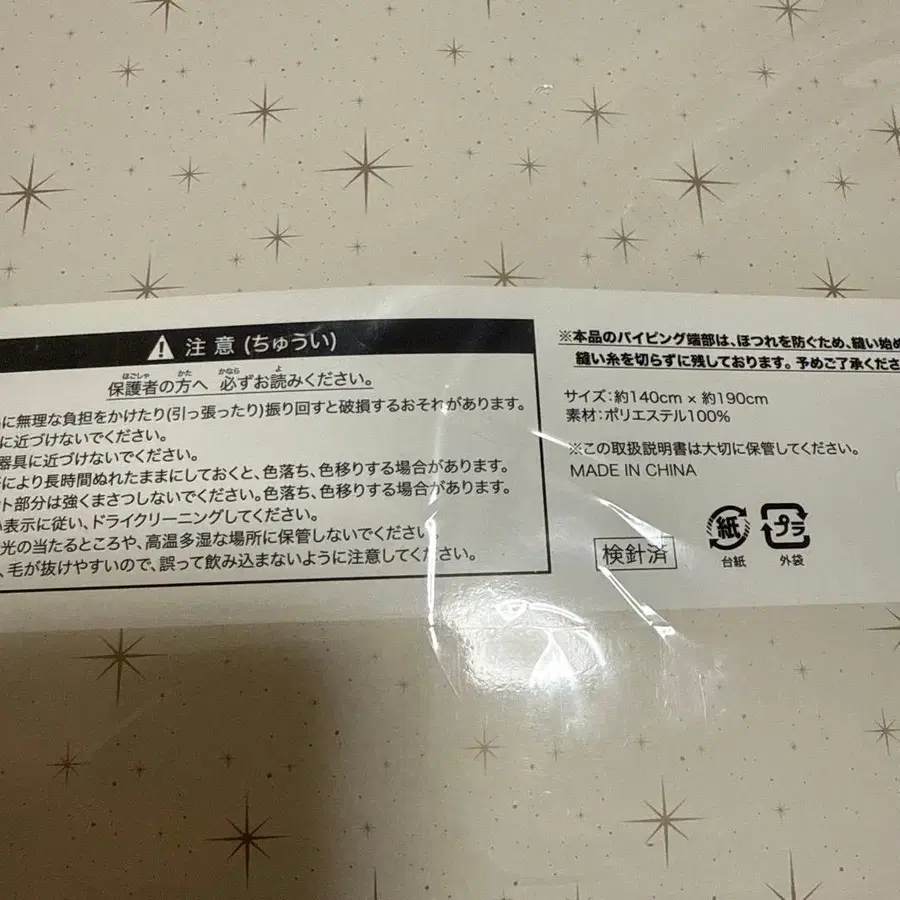 注意(ちゅうい)
ほごしゃ かた かなら よ
保護者の方へ 必ずお読みください。
に無理な負担をかけたり(引っ張ったり)振り回すと破損するおそれがあります。
に近づけないでください。
器具に近づけないでください。
により長時間ぬれたままにしておくと、色落ち、色移りする場合があります。
ト部分は強くまさつしないでください。色落ち、色移りする場合があります。
表示に従い、ドライクリーニングしてください。
光の当たるところや、高温多湿な場所に保管しないでください。
、毛が抜けやすいので、誤って飲み込まないように注意してください。
※本品のパイピング端部は、ほつれを防ぐため、縫い始め
縫い糸を切らずに残しております。予めご了承くださ
サイズ:約140cm×約190cm
素材:ポリエステル100%
※この取扱説明書は大切に保管してください。
MADE IN CHINA
検針済
紙
台紙
プラ
外袋